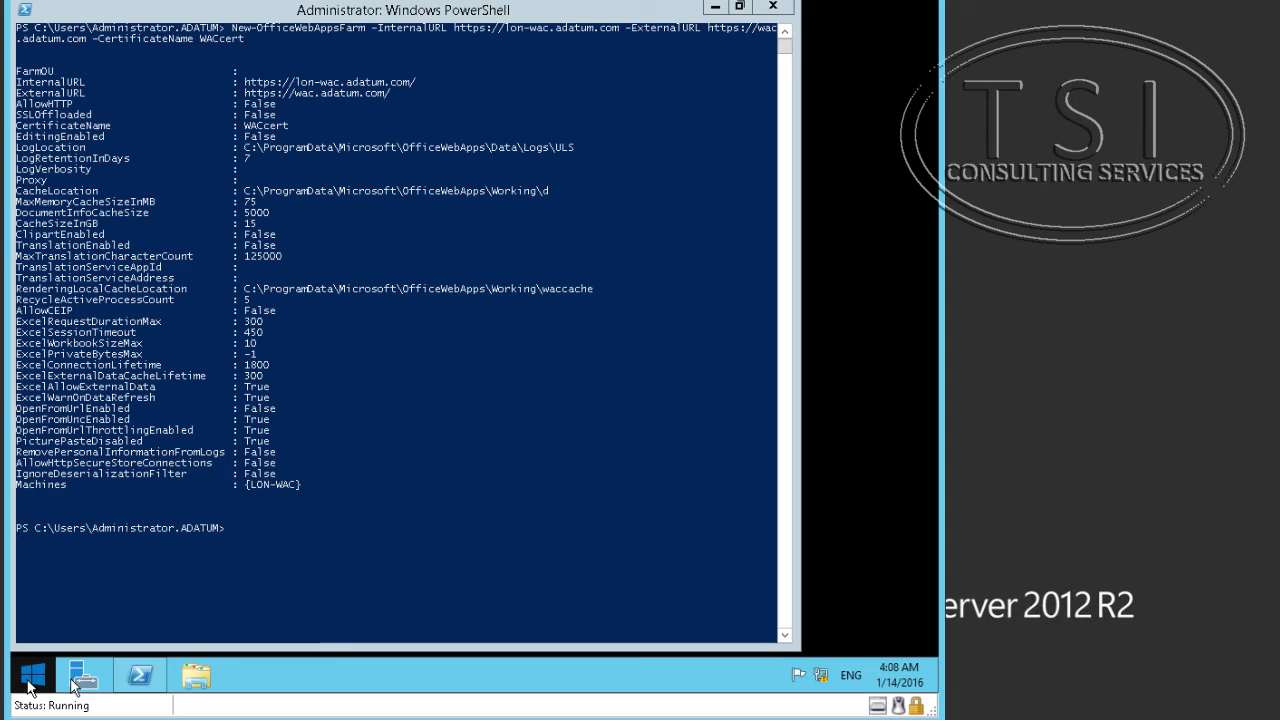 Administrator: Windows PowerShell
PS C:\Users\Administrator.ADATUM> New-OfficeWebAppsFarm -InternalURL https://lon-wac.adatum.com -ExternalURL https://wac
.adatum.com -CertificateName WACcert
FarmOU :
InternalURL : https://lon-wac.adatum.com/
ExternalURL : https://wac.adatum.com/
AllowHTTP : False
SSLOffloaded : False
CertificateName : WACcert
EditingEnabled : False
LogLocation : C:\ProgramData\Microsoft\OfficeWebApps\Data\Logs\ULS
LogRetentionInDays : 7
LogVerbosity :
Proxy :
CacheLocation : C:\ProgramData\Microsoft\OfficeWebApps\Working\d
MaxMemoryCacheSizeInMB : 75
DocumentInfoCacheSize : 5000
CacheSizeInGB : 15
ClipartEnabled : False
TranslationEnabled : False
MaxTranslationCharacterCount : 125000
TranslationServiceAppId :
TranslationServiceAddress :
RenderingLocalCacheLocation : C:\ProgramData\Microsoft\OfficeWebApps\Working\waccache
RecycleActiveProcessCount : 5
AllowCEIP : False
ExcelRequestDurationMax : 300
ExcelSessionTimeout : 450
ExcelWorkbookSizeMax : 10
ExcelPrivateBytesMax : -1
ExcelConnectionLifetime : 1800
ExcelExternalDataCacheLifetime : 300
ExcelAllowExternalData : True
ExcelWarnOnDataRefresh : True
OpenFromUrlEnabled : False
OpenFromUncEnabled : True
OpenFromUrlThrottlingEnabled : True
PicturePasteDisabled : True
RemovePersonalInformationFromLogs : False
AllowHttpSecureStoreConnections : False
IgnoreDeserializationFilter : False
Machines : {LON-WAC}
PS C:\Users\Administrator.ADATUM>
TSI
CONSULTING SERVICES
erver 2012 R2
ENG
4:08 AM
1/14/2016
Status: Running